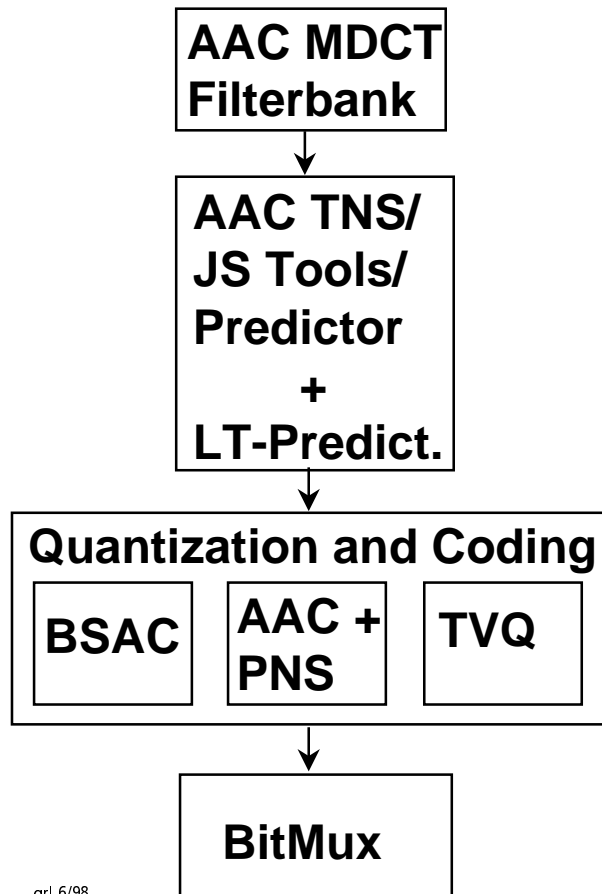 AAC MDCT
Filterbank
AAC TNS/
JS Tools/
Predictor
+
LT-Predict.
Quantization and Coding
BSAC
AAC +
PNS
TVQ
BitMux
6/98